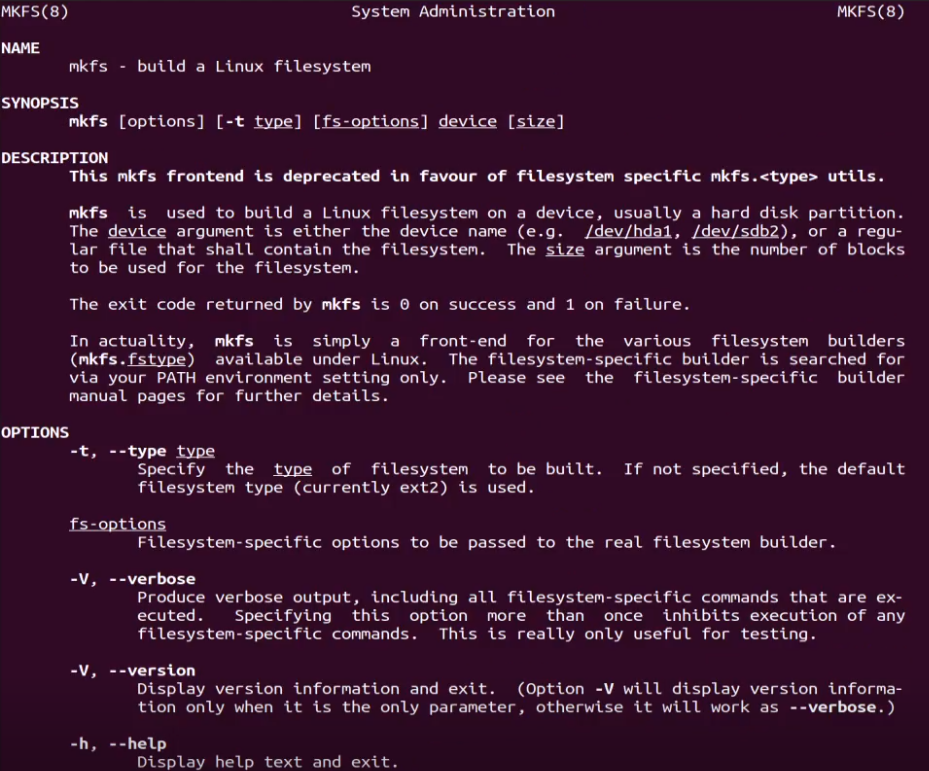 MKFS(8) System Administration MKFS(8)
NAME
mkfs - build a Linux filesystem
SYNOPSIS
mkfs [options] [-t type] [fs-options] device [size]
DESCRIPTION
This mkfs frontend is deprecated in favour of filesystem specific mkfs.<type> utils.
mkfs is used to build a Linux filesystem on a device, usually a hard disk partition.
The device argument is either the device name (e.g. /dev/hda1, /dev/sdb2), or a regu-
lar file that shall contain the filesystem. The size argument is the number of blocks
to be used for the filesystem.
The exit code returned by mkfs is 0 on success and 1 on failure.
In actuality, mkfs is simply a front-end for the various filesystem builders
(mkfs.fstype) available under Linux. The filesystem-specific builder is searched for
via your PATH environment setting only. Please see the filesystem-specific builder
manual pages for further details.
OPTIONS
-t, --type type
Specify the type of filesystem to be built. If not specified, the default
filesystem type (currently ext2) is used.
fs-options
Filesystem-specific options to be passed to the real filesystem builder.
-V, --verbose
Produce verbose output, including all filesystem-specific commands that are ex-
ecuted. Specifying this option more than once inhibits execution of any
filesystem-specific commands. This is really only useful for testing.
-V, --version
Display version information and exit. (Option -V will display version informa-
tion only when it is the only parameter, otherwise it will work as --verbose.)
-h, --help
Display help text and exit.